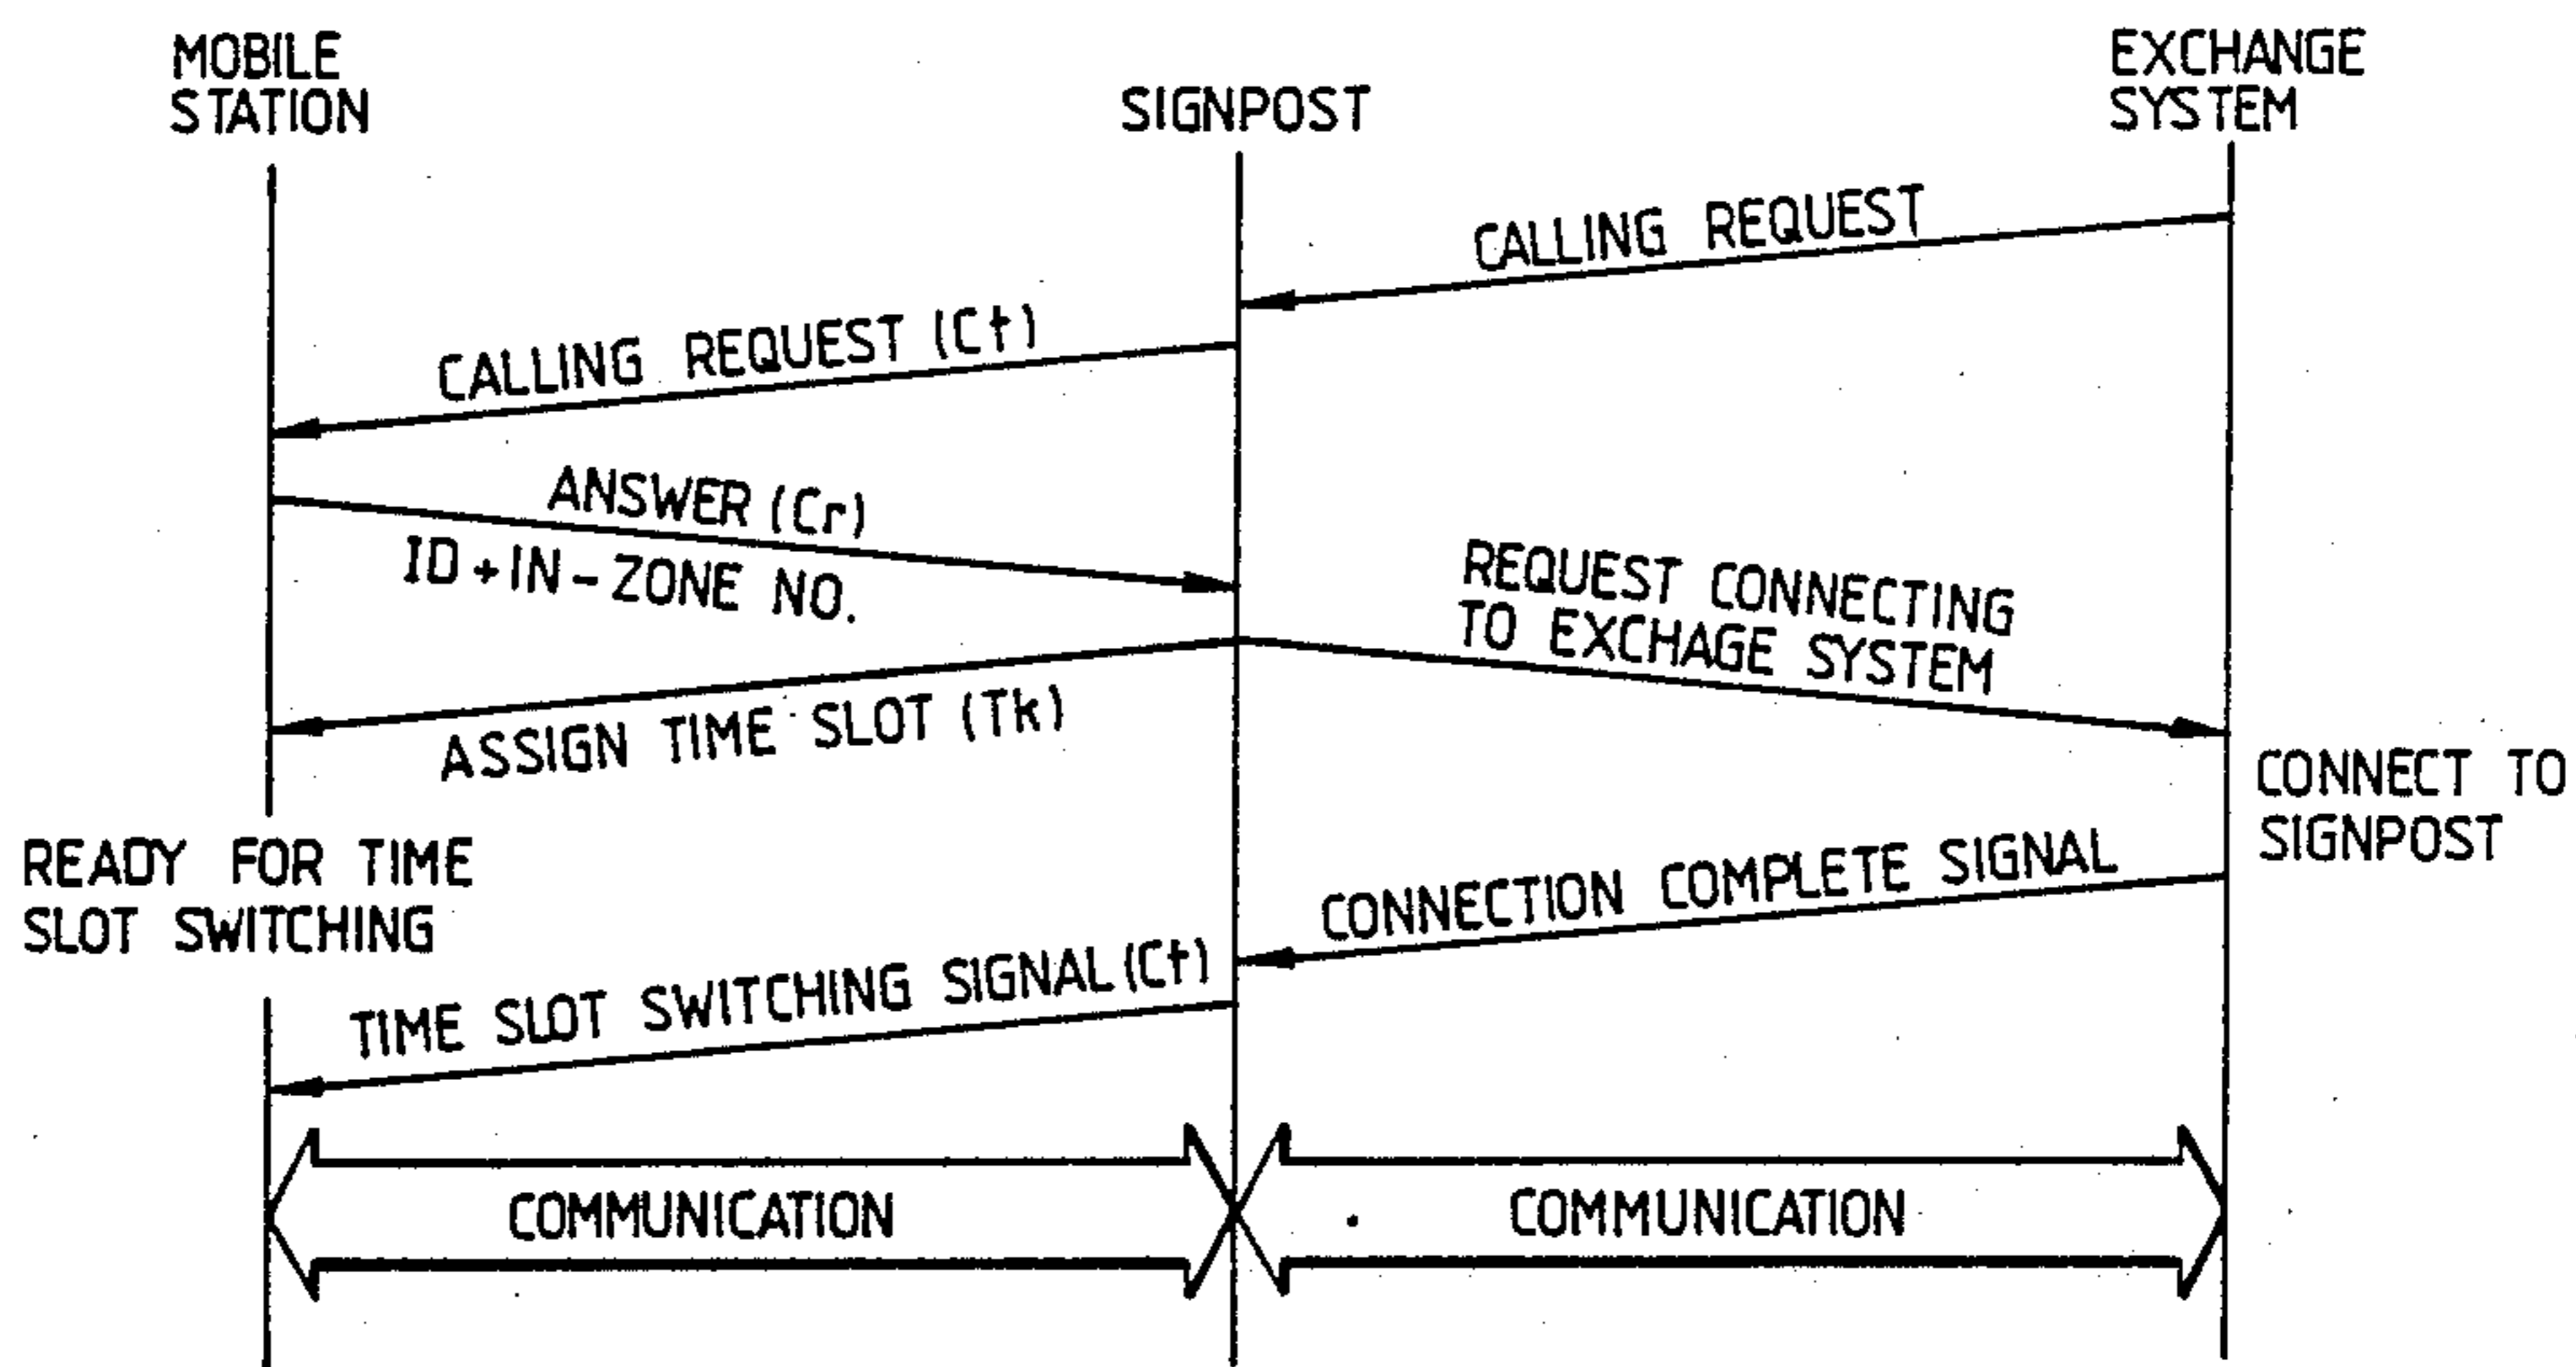 MOBILE
STATION
SIGNPOST
EXCHANGE
SYSTEM
CALLING REQUEST
CALLING REQUEST (Ct)
ANSWER (Cr)
ID + IN-ZONE NO.
REQUEST CONNECTING
TO EXCHAGE SYSTEM
ASSIGN TIME SLOT (Tk)
CONNECT TO
SIGNPOST
READY FOR TIME
SLOT SWITCHING
CONNECTION COMPLETE SIGNAL
TIME SLOT SWITCHING SIGNAL (Ct)
COMMUNICATION
COMMUNICATION